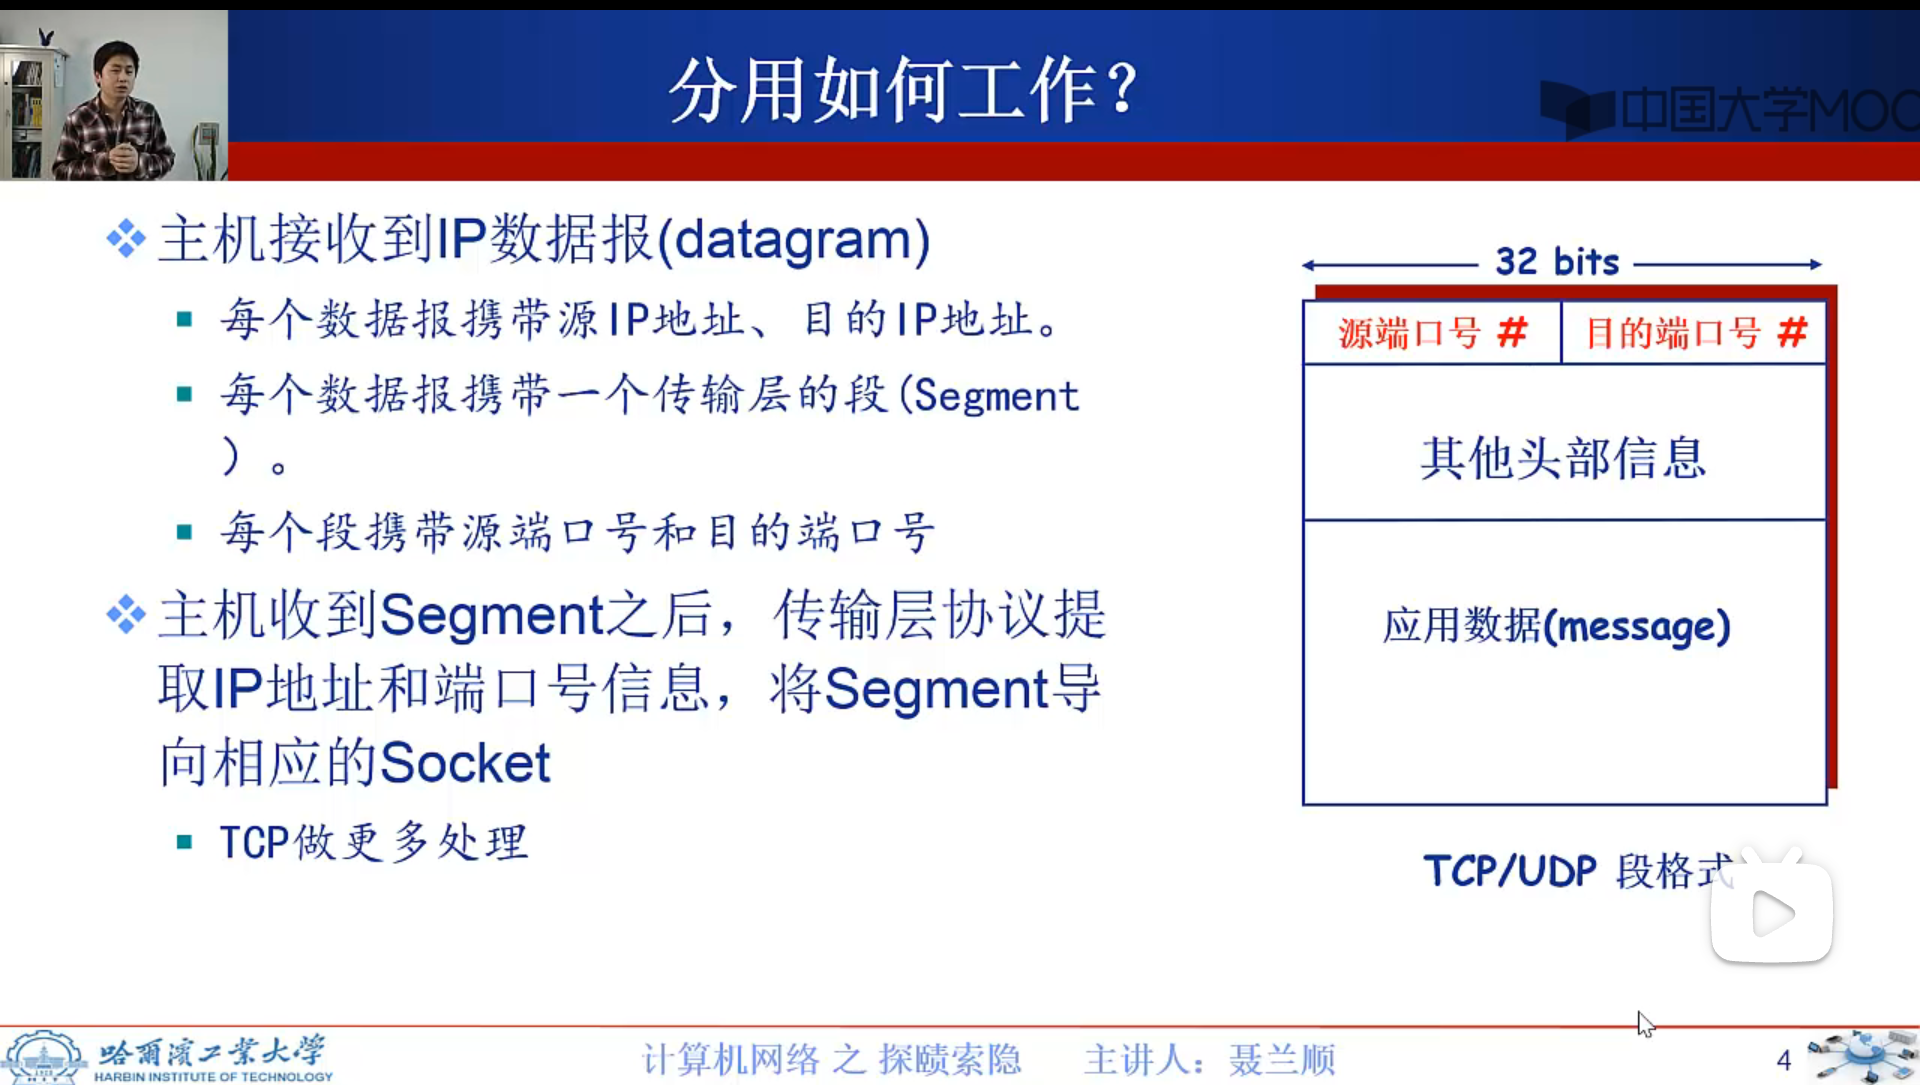 分用如何工作?
中国大学MOO
主机接收到IP数据报(datagram)
每个数据报携带源IP地址、目的IP地址。
每个数据报携带一个传输层的段(Segment
)。
每个段携带源端口号和目的端口号
主机收到Segment之后，传输层协议提
取IP地址和端口号信息，将Segment导
向相应的Socket
TCP做更多处理
32 bits
源端口号 #
目的端口号 #
其他头部信息
应用数据(message)
TCP/UDP 段格式
哈爾濱工業大學
HARBIN INSTITUTE OF TECHNOLOGY
计算机网络 之 探赜索隐
主讲人：聂兰顺
4